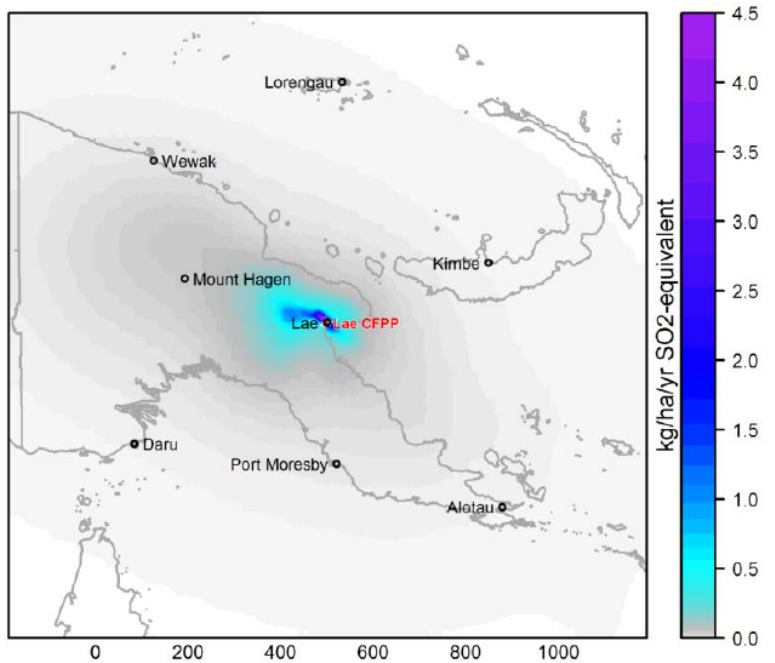 Lorengau
Wewak
Kimbe
Mount Hagen
Lae
Lae CFPP
Daru
Port Moresby
Alotau
0
200
400
600
800
1000
kg/ha/yr SO2-equivalent
4.5
4.0
3.5
3.0
2.5
2.0
1.5
1.0
0.5
0.0